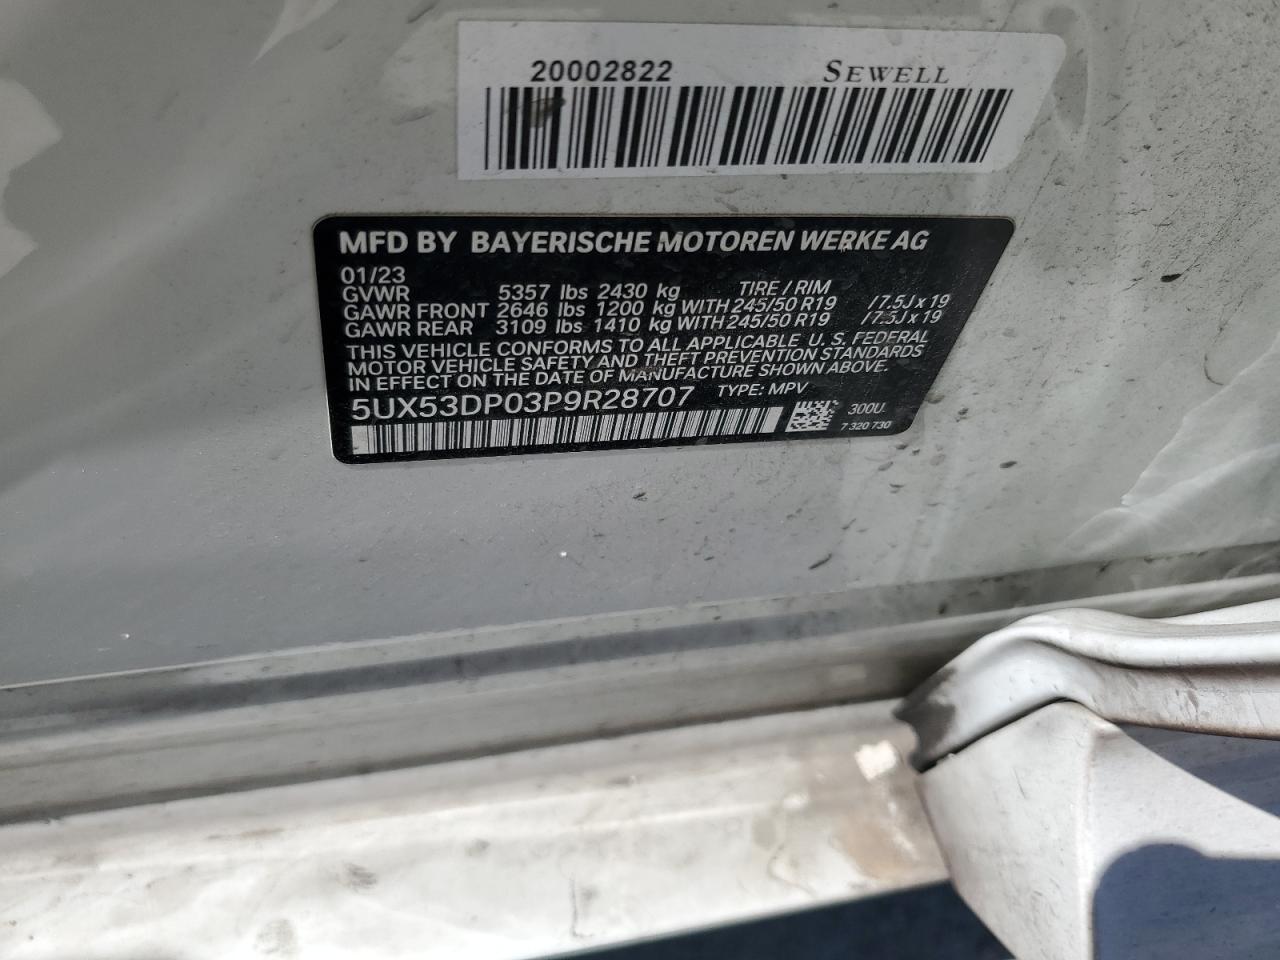 20002822 SEWELL
MFD BY BAYERISCHE MOTOREN WERKE AG
01/23
GVWR 5357 lbs 2430 kg TIRE / RIM
GAWR FRONT 2646 lbs 1200 kg WITH 245/50 R19 / 7.5J x 19
GAWR REAR 3109 lbs 1410 kg WITH 245/50 R19 / 7.5J x 19
THIS VEHICLE CONFORMS TO ALL APPLICABLE U. S. FEDERAL
MOTOR VEHICLE SAFETY AND THEFT PREVENTION STANDARDS
IN EFFECT ON THE DATE OF MANUFACTURE SHOWN ABOVE.
5UX53DP03P9R28707 TYPE: MPV
300U
7 320 730